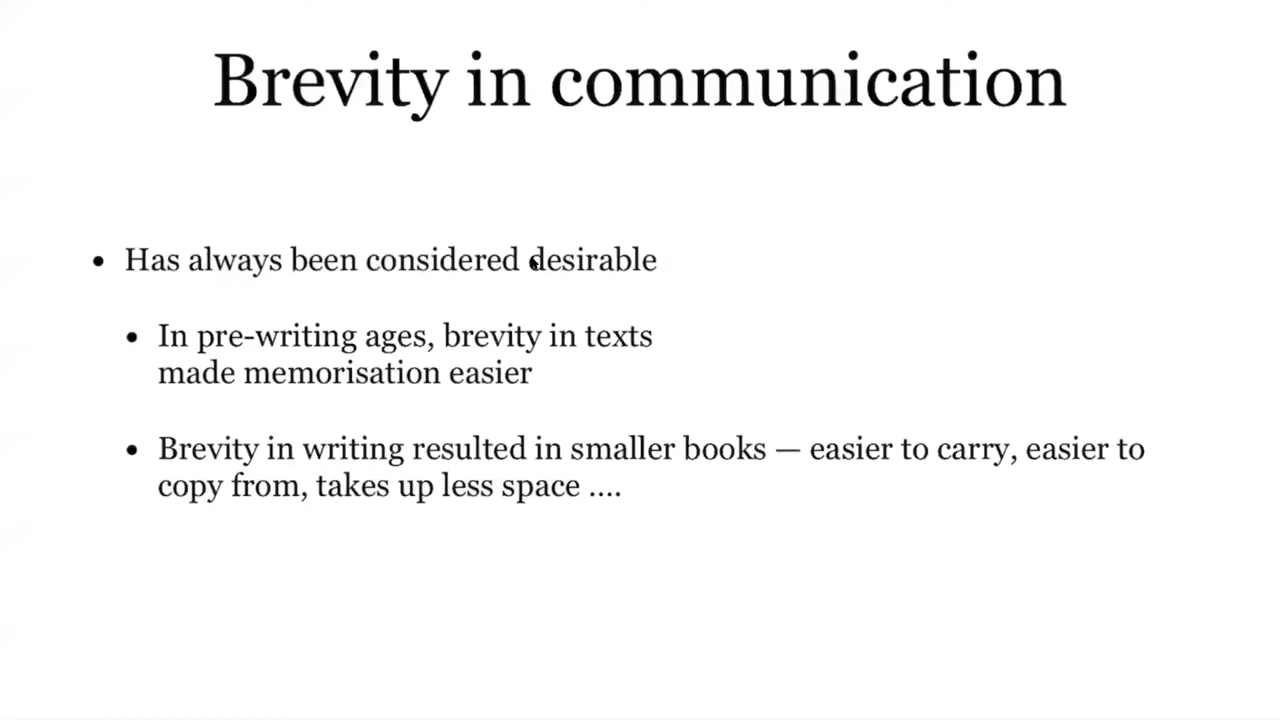 Brevity in communication
• Has always been considered desirable
• In pre-writing ages, brevity in texts
made memorisation easier
• Brevity in writing resulted in smaller books — easier to carry, easier to
copy from, takes up less space ....